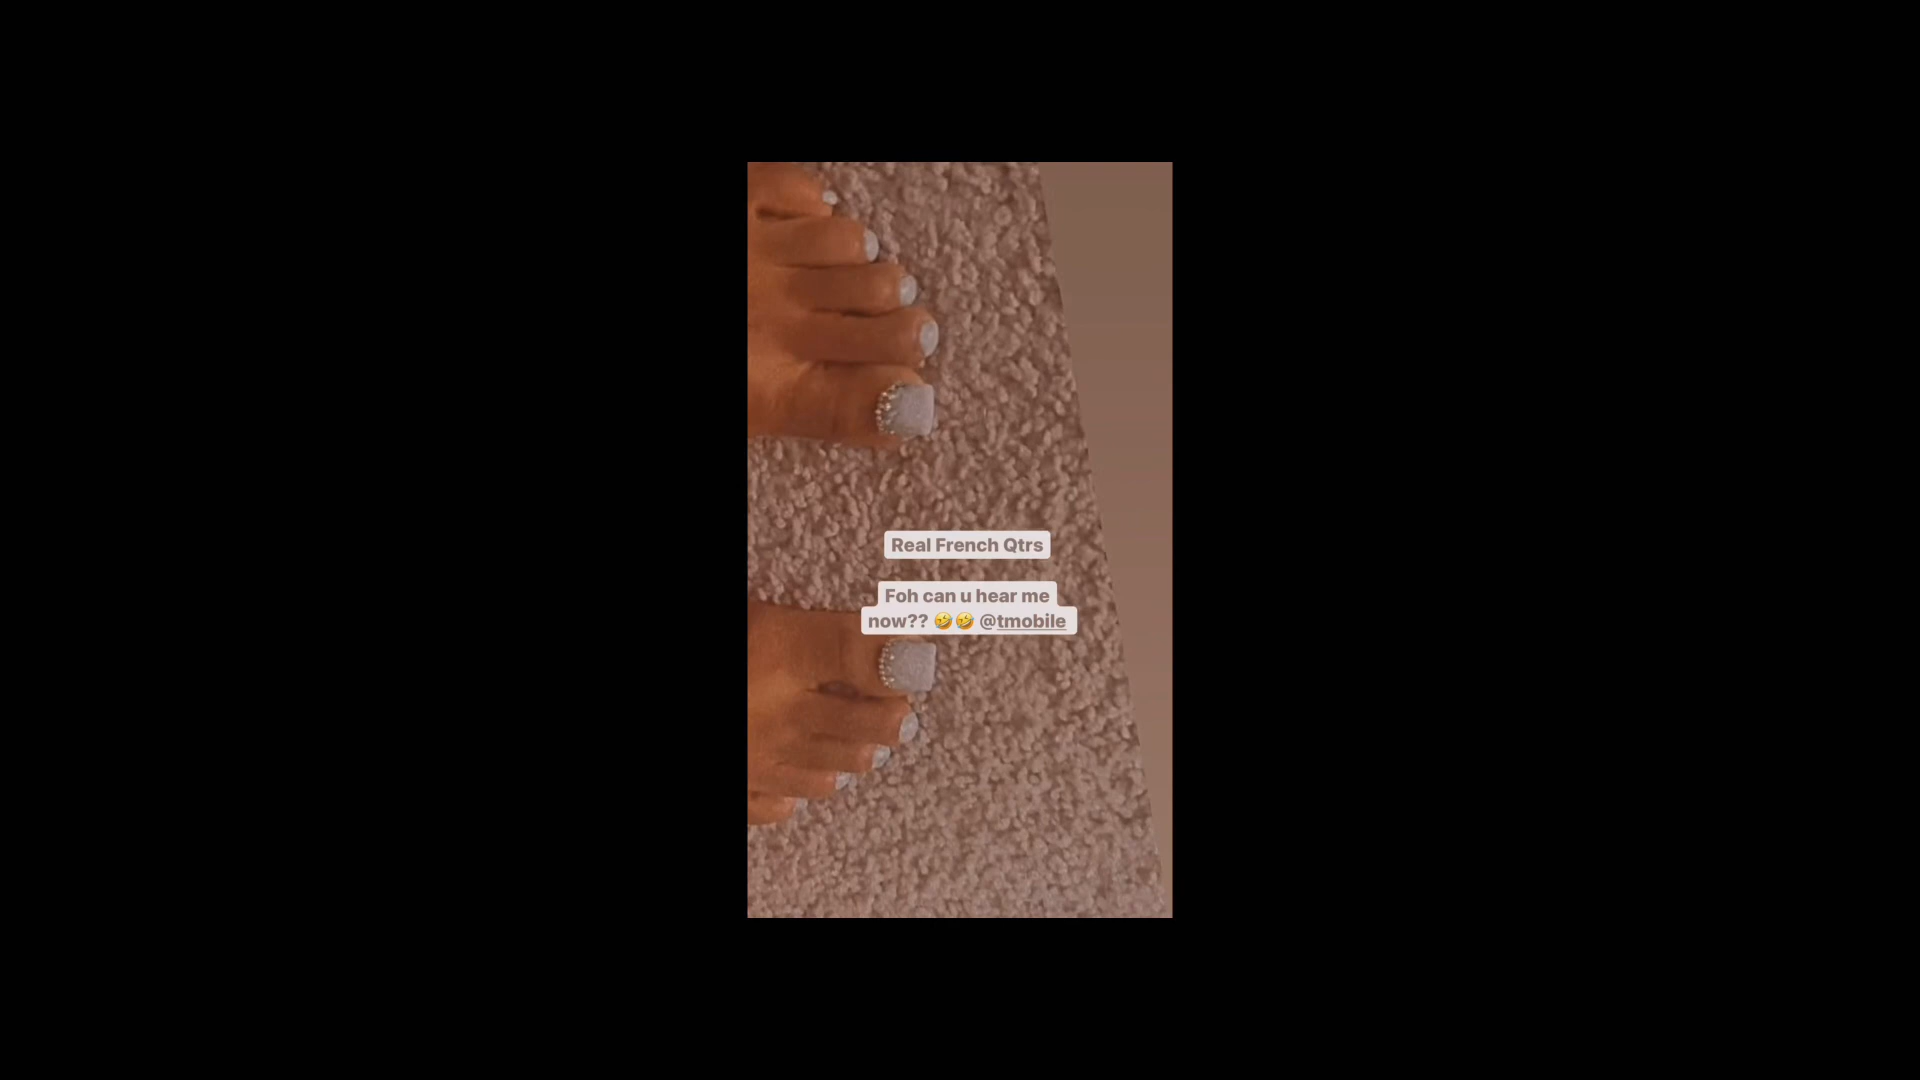 Real French Qtrs
Foh can u hear me
now?? 🤣🤣 @tmobile